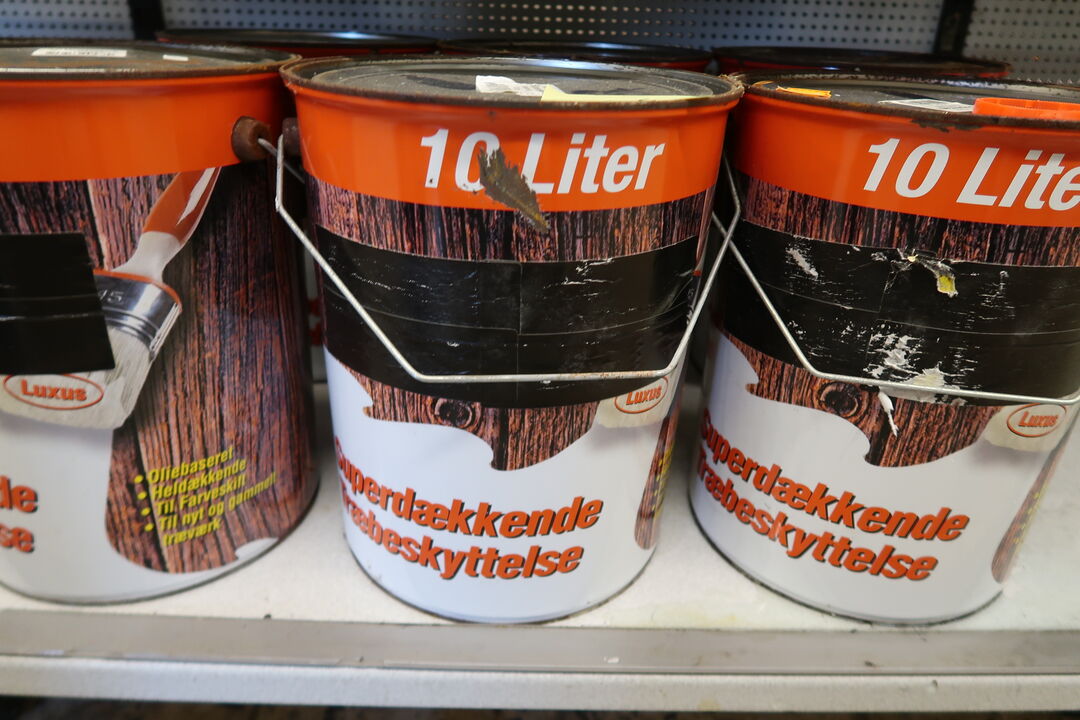 Luxus
• Oliebaseret
• Heldækkende
• Til Farveskift
• Til nyt og gammelt
træværk
10 Liter
Luxus
Superdækkende
Træbeskyttelse
10 Lite
Luxus
Superdækkende
Træbeskyttelse